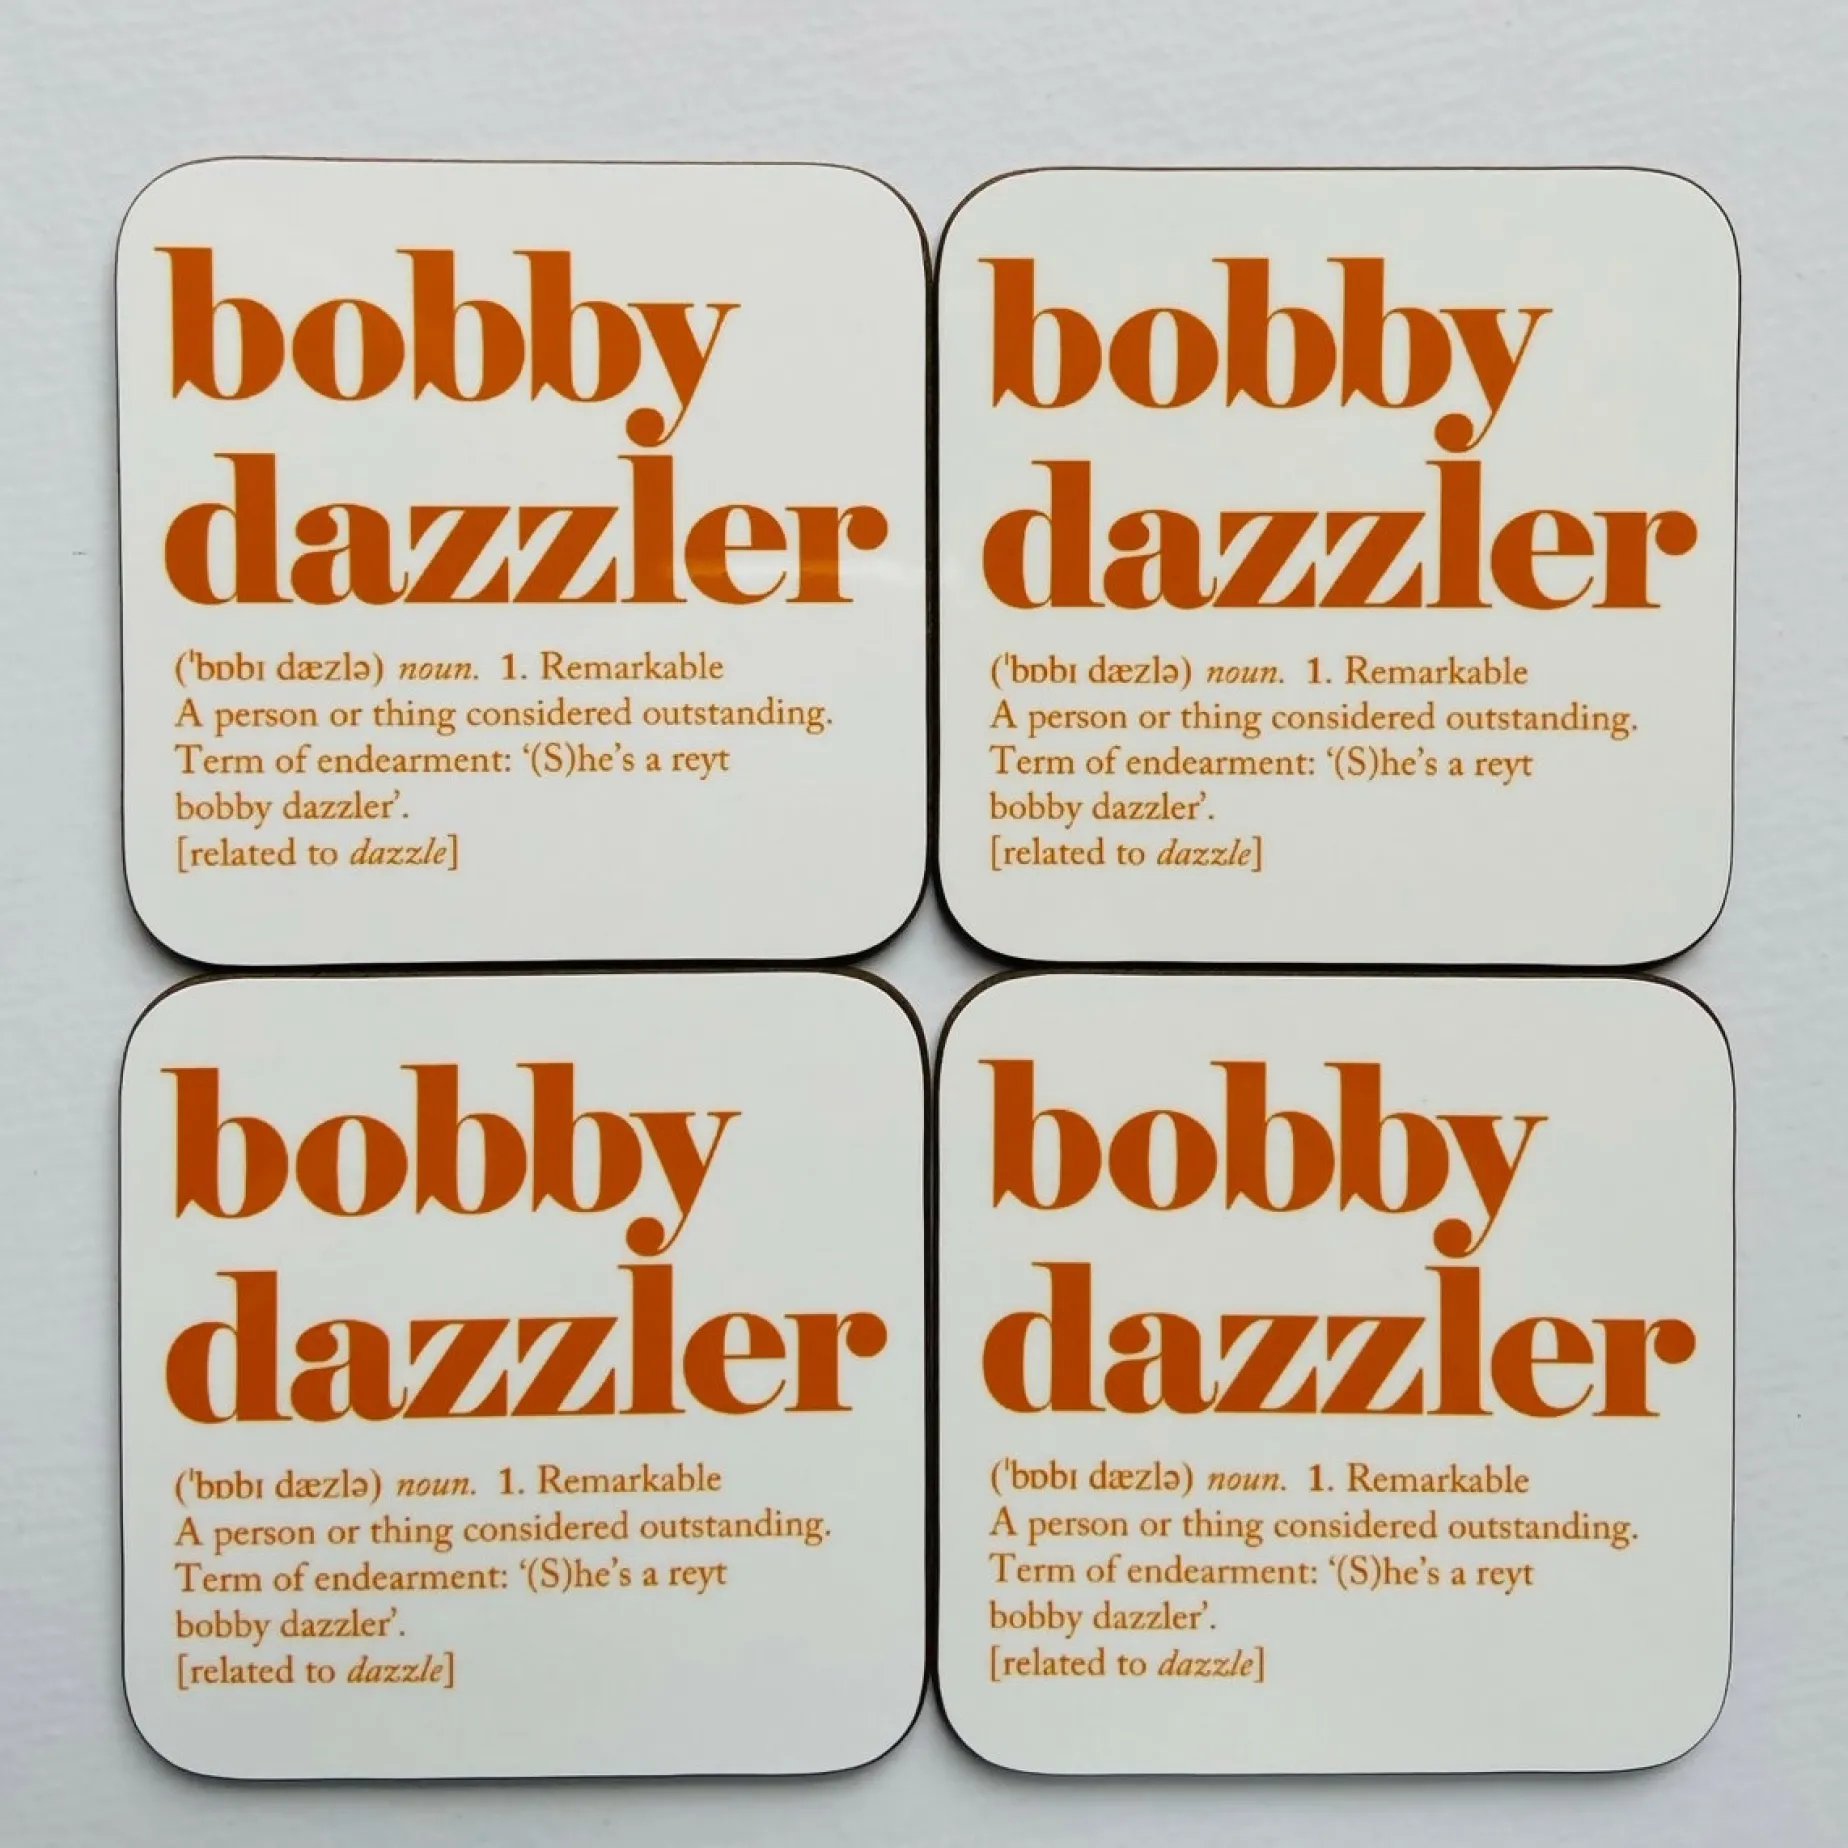 bobby
dazzler
(ˈbɒbɪ dæzlə) noun. 1. Remarkable
A person or thing considered outstanding.
Term of endearment: ‘(S)he’s a reyt
bobby dazzler’.
[related to dazzle]
bobby
dazzler
(ˈbɒbɪ dæzlə) noun. 1. Remarkable
A person or thing considered outstanding.
Term of endearment: ‘(S)he’s a reyt
bobby dazzler’.
[related to dazzle]
bobby
dazzler
(ˈbɒbɪ dæzlə) noun. 1. Remarkable
A person or thing considered outstanding.
Term of endearment: ‘(S)he’s a reyt
bobby dazzler’.
[related to dazzle]
bobby
dazzler
(ˈbɒbɪ dæzlə) noun. 1. Remarkable
A person or thing considered outstanding.
Term of endearment: ‘(S)he’s a reyt
bobby dazzler’.
[related to dazzle]